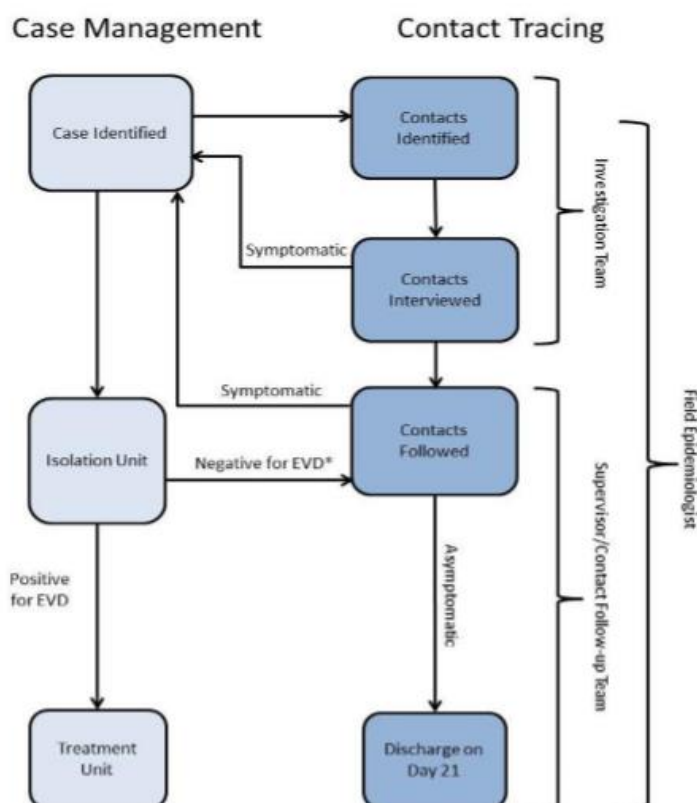 Case Management
Contact Tracing
Case Identified
Contacts
Identified
Investigation Team
Symptomatic
Contacts
Interviewed
Symptomatic
Contacts
Followed
Isolation Unit
Negative for EVD*
Field Epidemiologist
Supervisor/Contact Follow-up Team
Positive
for EVD
Asymptomatic
Treatment
Unit
Discharge on
Day 21